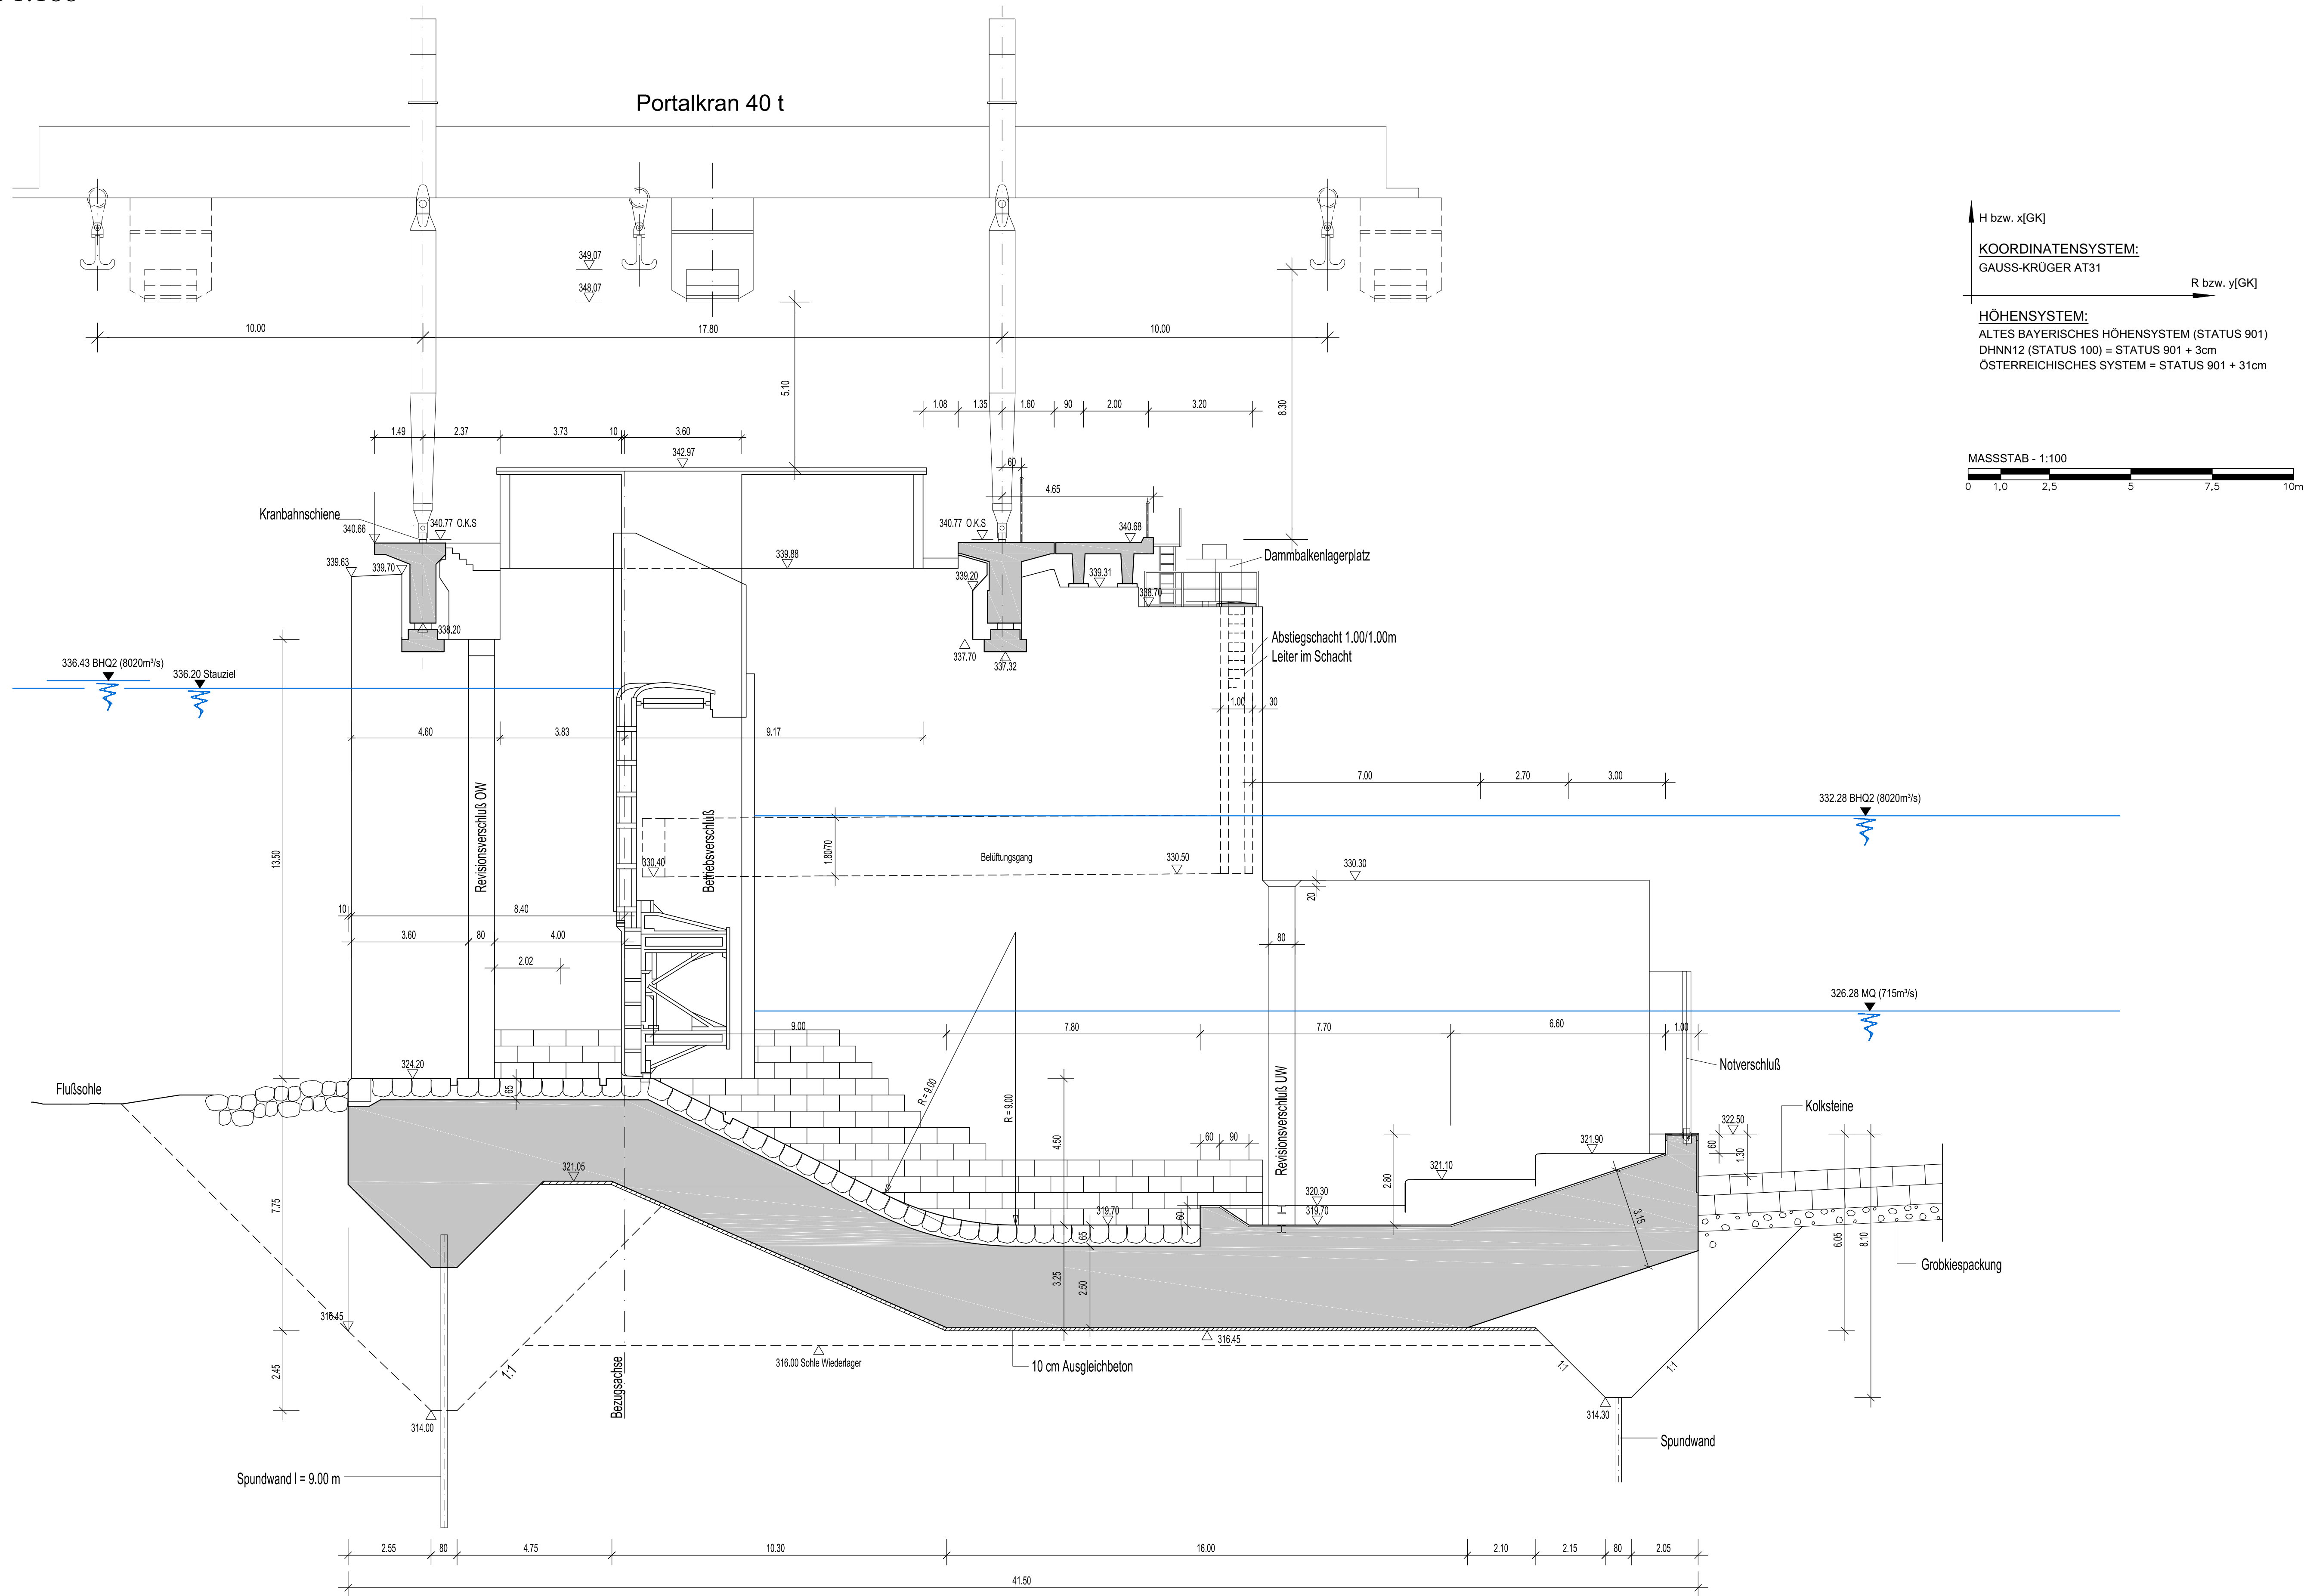 Portalkran 40 t
H bzw. x[GK]
KOORDINATENSYSTEM:
GAUSS-KRÜGER AT31
R bzw. y[GK]
HÖHENSYSTEM:
ALTES BAYERISCHES HÖHENSYSTEM (STATUS 901)
DHNN12 (STATUS 100) = STATUS 901 + 3cm
ÖSTERREICHISCHES SYSTEM = STATUS 901 + 31cm
MASSSTAB - 1:100
0 1,0 2,5 5 7,5 10m
349.07
348.07
10.00 17.80 10.00
5.10
8.30
1.08 1.35 1.60 90 2.00 3.20
1.49 2.37 3.73 10 3.60
342.97
60
4.65
Kranbahnschiene
340.66
340.77 O.K.S
340.77 O.K.S
340.68
339.63
339.70
339.88
339.20
339.31
338.70
Dammbalkenlagerplatz
338.20
337.70
337.32
Abstiegschacht 1.00/1.00m
Leiter im Schacht
336.43 BHQ2 (8020m³/s)
336.20 Stauziel
1.00 30
4.60 3.83 9.17
7.00 2.70 3.00
332.28 BHQ2 (8020m³/s)
13.50
Revisionsverschluß OW
Betriebsverschluß
1.80/70
330.40
Belüftungsgang
330.50
330.30
20
10 8.40
3.60 80 4.00
80
2.02
326.28 MQ (715m³/s)
9.00 7.80 7.70 6.60 1.00
Notverschluß
324.20
Flußsohle
65
R = 9.00
R = 9.00
4.50
Revisionsverschluß UW
60 90
2.80
Kolksteine
322.50
60
1.30
321.90
321.10
321.05
320.30
319.70
319.70
60
65
7.75
3.25
2.50
3.15
6.05
8.10
Grobkiespackung
316.45
316.45
316.00 Sohle Wiederlager
10 cm Ausgleichbeton
1:1
1:1
1:1
2.45
Bezugsachse
314.00
314.30
Spundwand
Spundwand l = 9.00 m
2.55 80 4.75 10.30 16.00 2.10 2.15 80 2.05
41.50